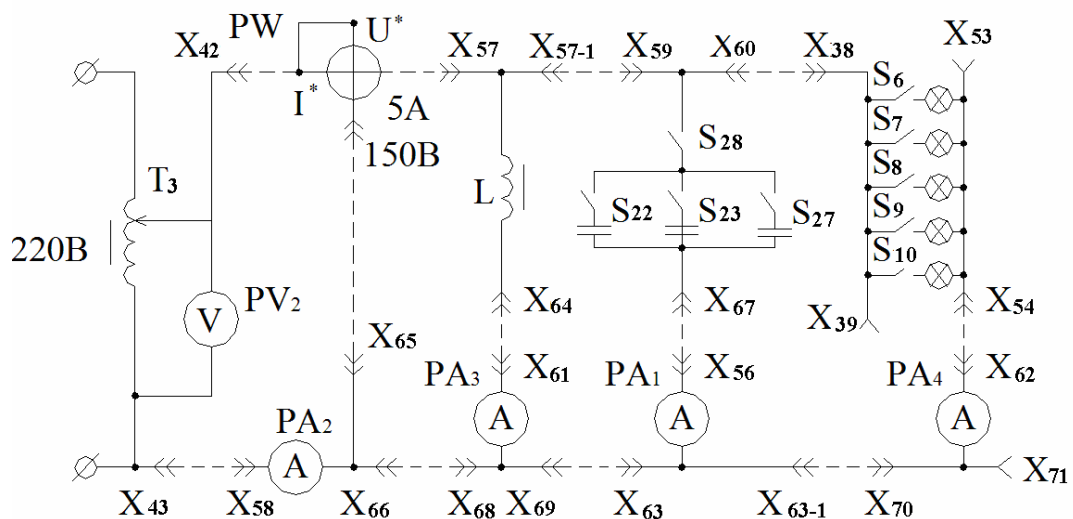 X42 PW U* X57 X57-1 X59 X60 X38 X53
I* 5A
150В
S6
S7
S8
S9
S10
S28
T3
L S22 S23 S27
220В
V PV2
X64 X67 X39 X54
X65
PA3 X61 PA1 X56 PA4 X62
A A A
PA2
A
X43 X58 X66 X68 X69 X63 X63-1 X70 X71